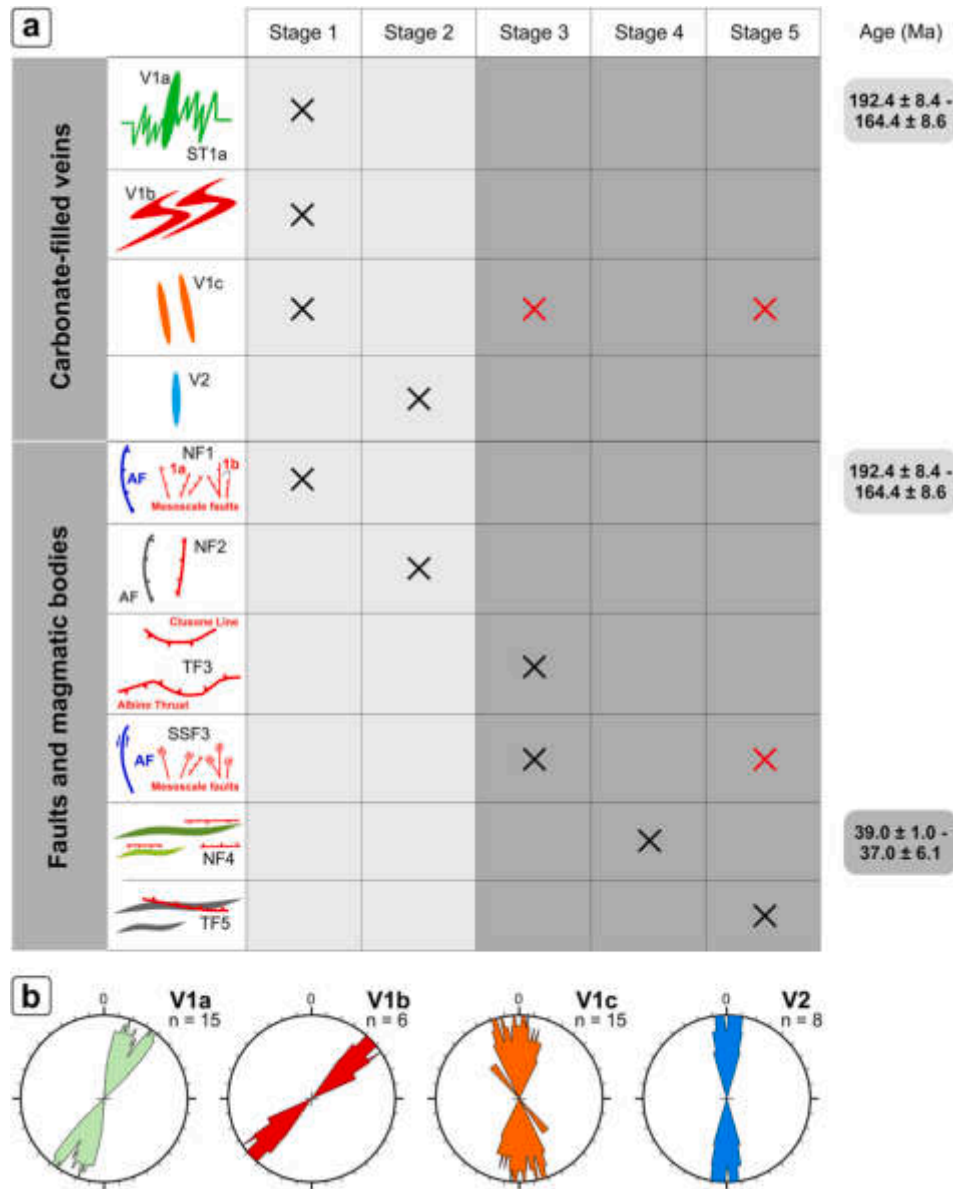 a
Stage 1 Stage 2 Stage 3 Stage 4 Stage 5 Age (Ma)
Carbonate-filled veins
V1a
ST1a
192.4 ± 8.4 -
164.4 ± 8.6
V1b
V1c
V2
Faults and magmatic bodies
NF1
AF 1a 1b
Mesoscale faults
192.4 ± 8.4 -
164.4 ± 8.6
NF2
AF
Clusone Line
TF3
Albino Thrust
SSF3
AF
Mesoscale faults
NF4
39.0 ± 1.0 -
37.0 ± 6.1
TF5
b
0 V1a
n = 15
0 V1b
n = 6
0 V1c
n = 15
0 V2
n = 8